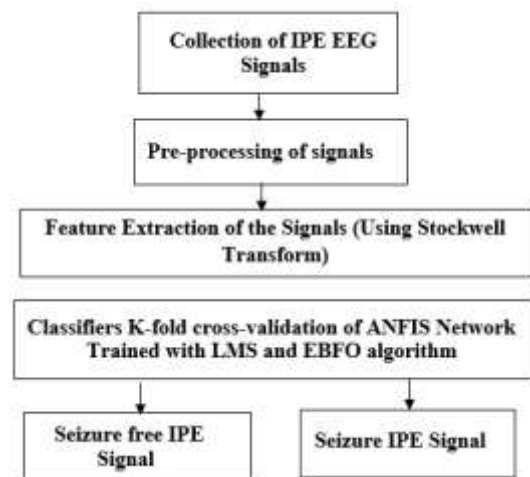 Collection of IPE EEG
Signals
Pre-processing of signals
Feature Extraction of the Signals (Using Stockwell
Transform)
Classifiers K-fold cross-validation of ANFIS Network
Trained with LMS and EBFO algorithm
Seizure free IPE
Signal
Seizure IPE Signal